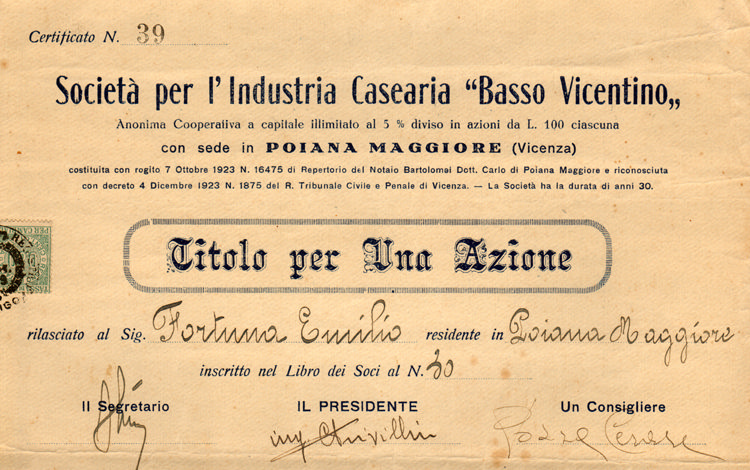 Certificato N. 39
Società per l'Industria Casearia "Basso Vicentino„
Anonima Cooperativa a capitale illimitato al 5 % diviso in azioni da L. 100 ciascuna
con sede in POIANA MAGGIORE (Vicenza)
costituita con rogito 7 Ottobre 1923 N. 16475 di Repertorio del Notaio Bartolomei Dott. Carlo di Poiana Maggiore e riconosciuta
con decreto 4 Dicembre 1923 N. 1875 del R. Tribunale Civile e Penale di Vicenza. — La Società ha la durata di anni 30.
Titolo per Una Azione
rilasciato al Sig. Fortuna Emilio residente in Poiana Maggiore
inscritto nel Libro dei Soci al N. 30
Il Segretario IL PRESIDENTE Un Consigliere
ing.